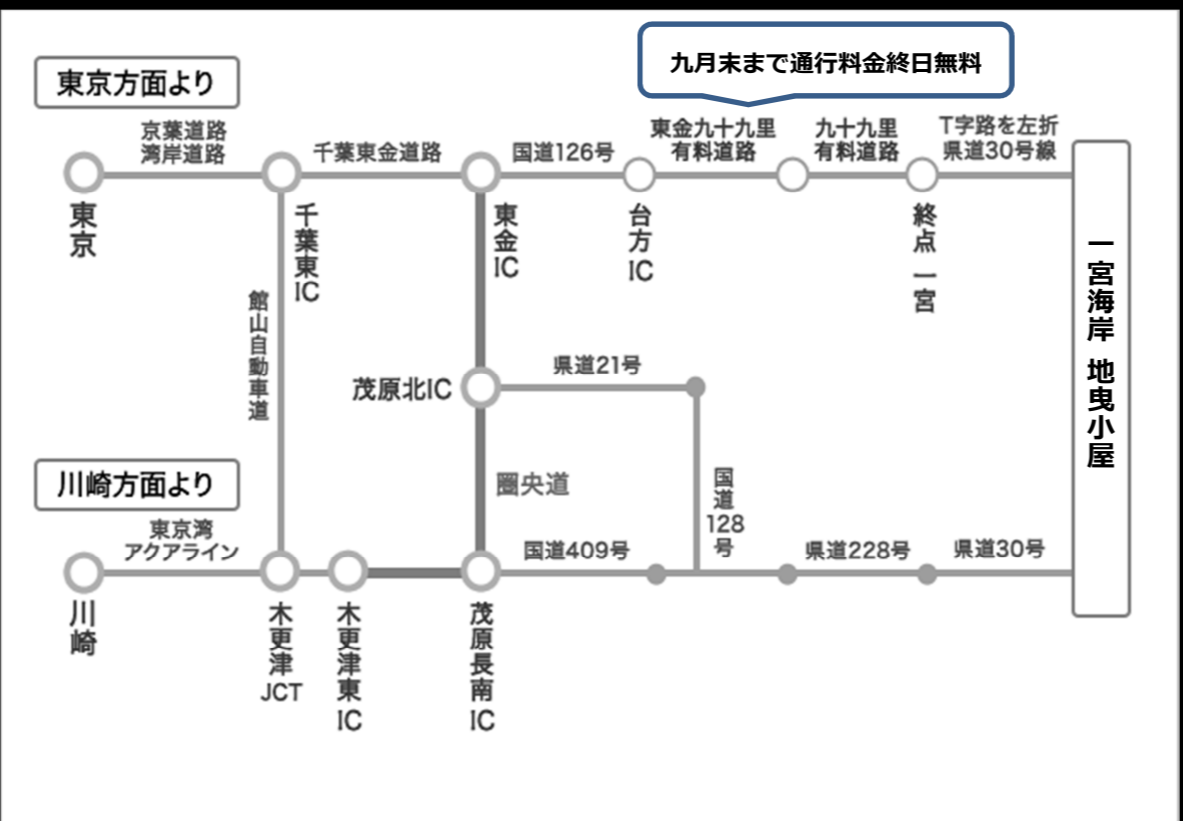 九月末まで通行料金終日無料
東京方面より
京葉道路
湾岸道路
千葉東金道路
国道126号
東金九十九里
有料道路
九十九里
有料道路
T字路を左折
県道30号線
東京
千葉東IC
東金IC
台方IC
終点 一宮
一宮海岸 地曳小屋
館山自動車道
茂原北IC
県道21号
川崎方面より
圏央道
国道128号
東京湾
アクアライン
国道409号
県道228号
県道30号
川崎
木更津JCT
木更津東IC
茂原長南IC